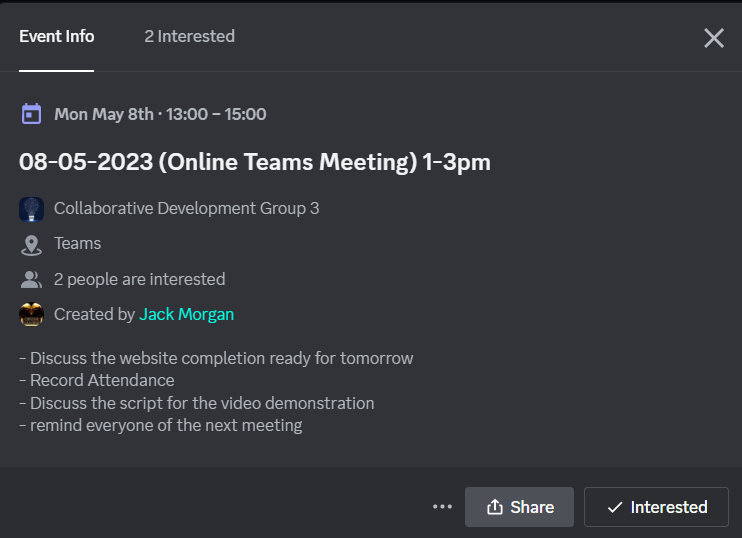 Event Info
2 Interested
Mon May 8th · 13:00 – 15:00
08-05-2023 (Online Teams Meeting) 1-3pm
Collaborative Development Group 3
Teams
2 people are interested
Created by Jack Morgan
- Discuss the website completion ready for tomorrow
- Record Attendance
- Discuss the script for the video demonstration
- remind everyone of the next meeting
Share
Interested